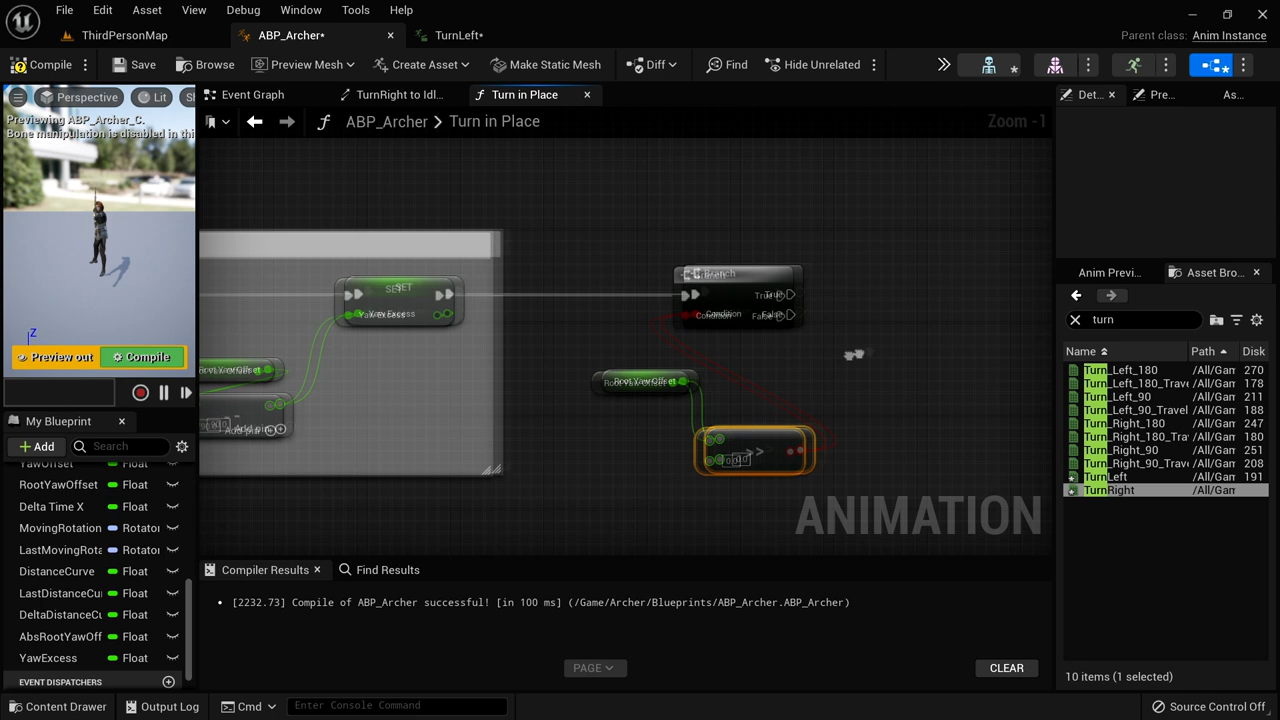 File Edit Asset View Debug Window Tools Help
ThirdPersonMap ABP_Archer* TurnLeft*
Parent class: Anim Instance
Compile Save Browse Preview Mesh Create Asset Make Static Mesh Diff Find Hide Unrelated
Perspective Lit
Previewing ABP_Archer_C.
Bone manipulation is disabled in thi
Z
Preview out Compile
Event Graph TurnRight to Idl... Turn in Place
ABP_Archer > Turn in Place Zoom -1
SET
Yaw Excess
Root Yaw Offset
Add pin
Branch
True
Condition False
Root Yaw Offset
ANIMATION
My Blueprint
Add Search
YawOffset Float
RootYawOffset Float
Delta Time X Float
MovingRotation Rotator
LastMovingRota Rotator
DistanceCurve Float
LastDistanceCu Float
DeltaDistanceCu Float
AbsRootYawOff Float
YawExcess Float
EVENT DISPATCHERS
Compiler Results Find Results
[2232.73] Compile of ABP_Archer successful! [in 100 ms] (/Game/Archer/Blueprints/ABP_Archer.ABP_Archer)
PAGE CLEAR
Det... Pre... As...
Anim Previ... Asset Bro...
turn
Name Path Disk
Turn_Left_180 /All/Gam 270
Turn_Left_180_Trave /All/Gam 178
Turn_Left_90 /All/Gam 211
Turn_Left_90_Travel /All/Gam 188
Turn_Right_180 /All/Gam 247
Turn_Right_180_Tra /All/Gam 180
Turn_Right_90 /All/Gam 251
Turn_Right_90_Trave /All/Gam 208
TurnLeft /All/Gam 191
TurnRight /All/Gam
10 items (1 selected)
Content Drawer Output Log Cmd Enter Console Command Source Control Off